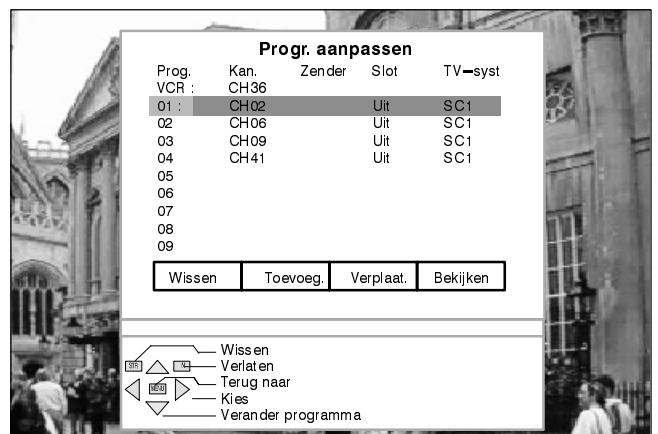 Progr. aanpassen
Prog. Kan. Zender Slot TV-syst
VCR : CH36
01 : CH02 Uit SC1
02 CH06 Uit SC1
03 CH09 Uit SC1
04 CH41 Uit SC1
05
06
07
08
09
Wissen Toevoeg. Verplaat. Bekijken
Wissen
STR N Verlaten
MENU Terug naar
Kies
Verander programma